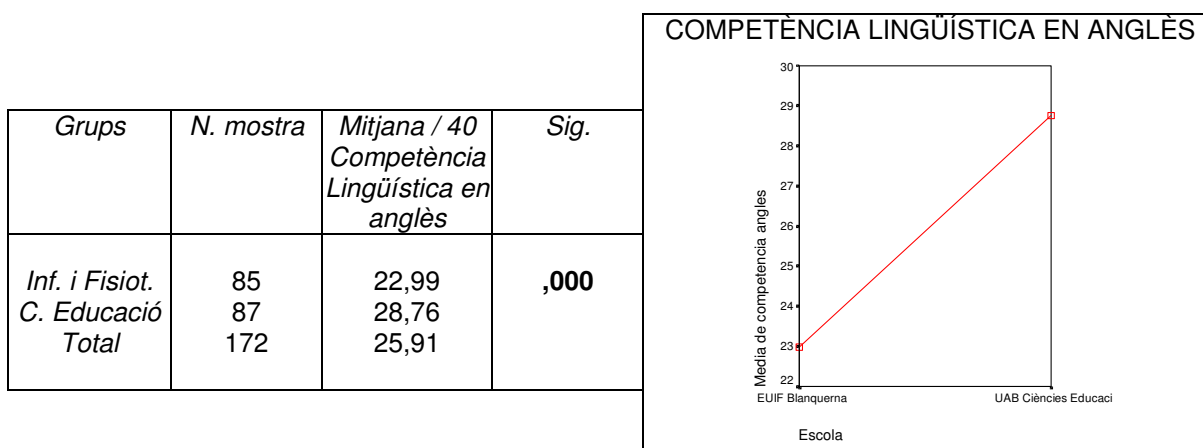 Grups N. mostra Mitjana / 40 Sig.
Competència
Lingüística en
anglès
Inf. i Fisiot. 85 22,99 ,000
C. Educació 87 28,76
Total 172 25,91
COMPETÈNCIA LINGÜÍSTICA EN ANGLÈS
Media de competencia angles
30
29
28
27
26
25
24
23
22
EUIF Blanquerna UAB Ciències Educaci
Escola